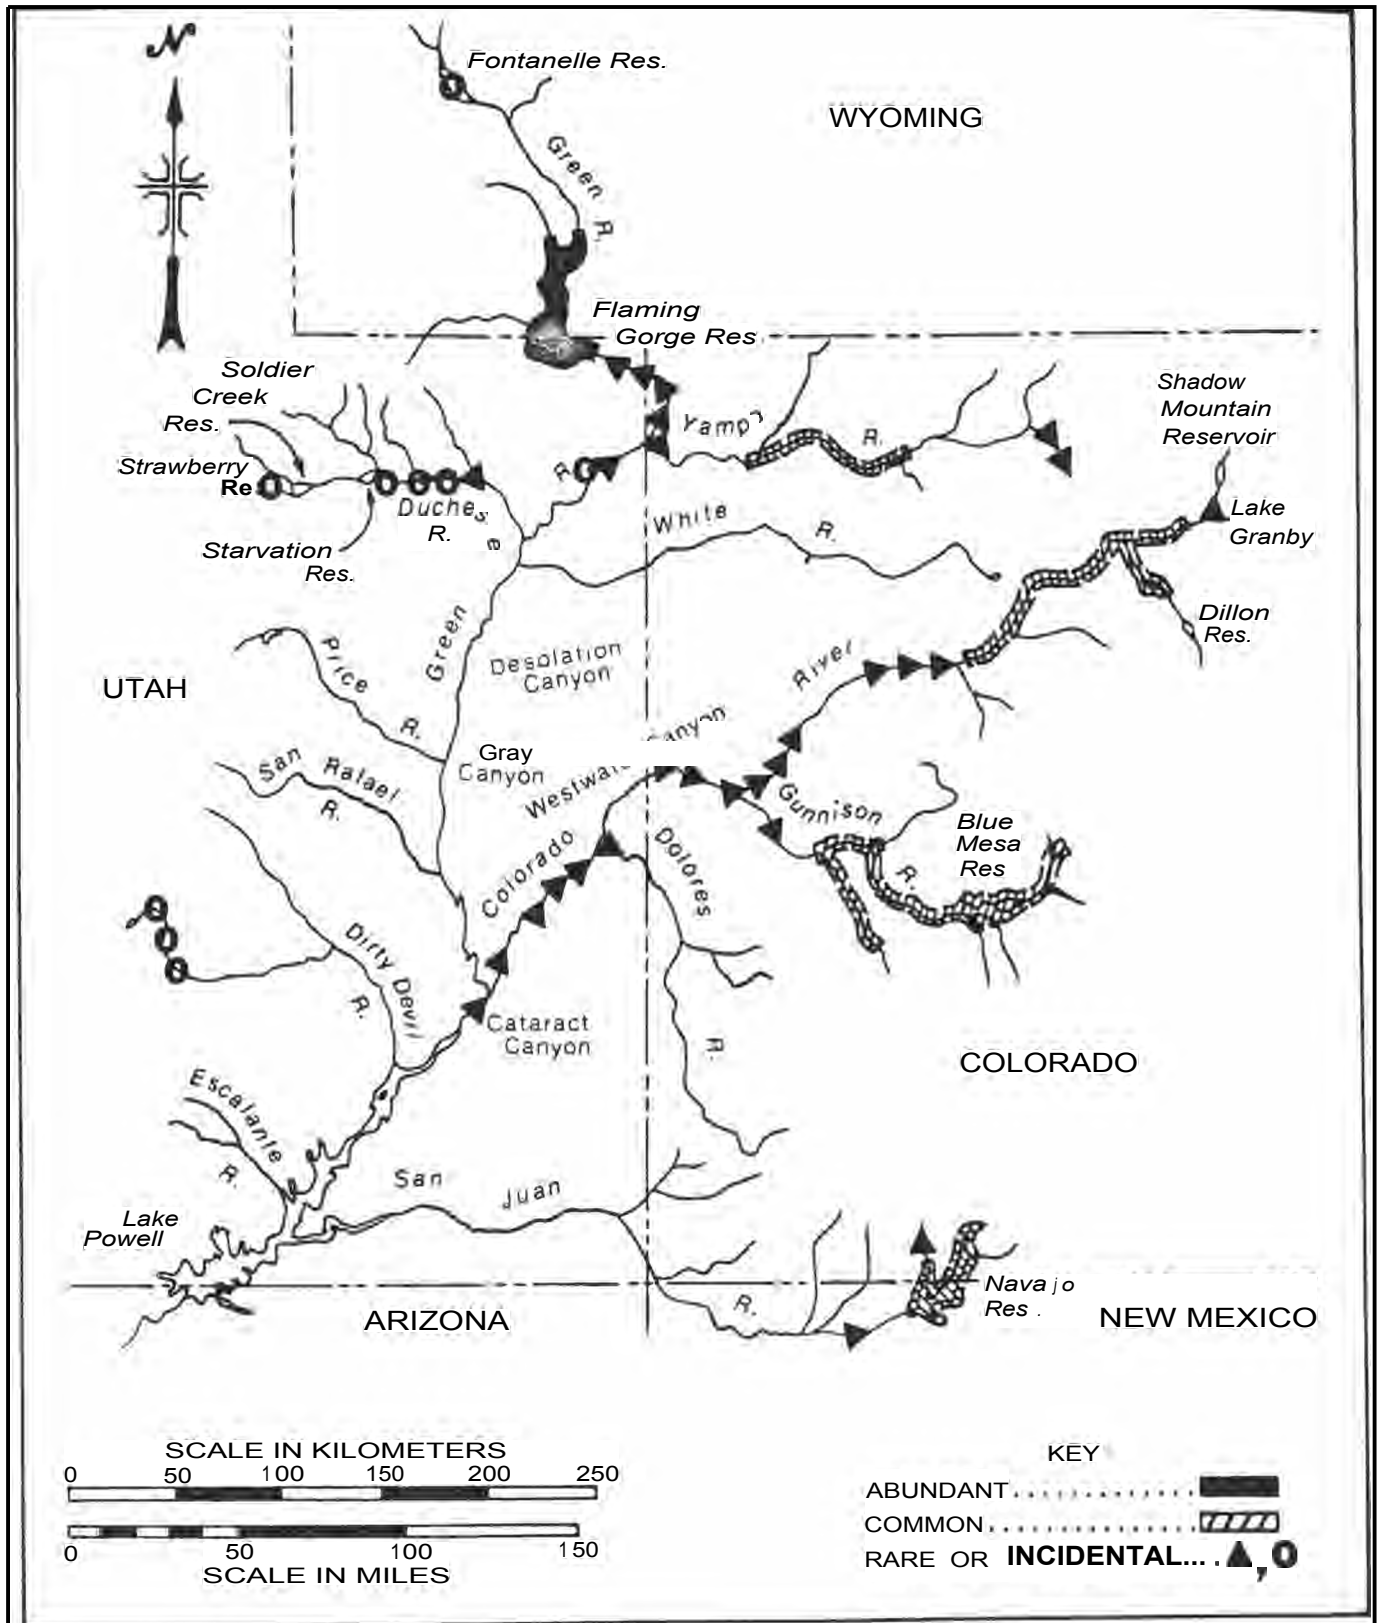 N
Fontanelle Res.
WYOMING
Green
R.
Flaming
Gorge Res
Soldier
Creek
Res.
Strawberry
Re
Duchesne
R.
Starvation
Res.
Yampa
R.
R
White
R.
Shadow
Mountain
Reservoir
Lake
Granby
Dillon
Res.
UTAH
Price
R.
Green
Desolation
Canyon
River
Gray
Canyon
San Rafael
R.
Colorado
Dolores
R.
Gunnison
R.
Blue
Mesa
Res
Dirty Devil
R.
Cataract
Canyon
COLORADO
Escalante
R.
San Juan
R.
Lake
Powell
Navajo
Res .
ARIZONA
NEW MEXICO
SCALE IN KILOMETERS
0 50 100 150 200 250
0 50 100 150
SCALE IN MILES
KEY
ABUNDANT
COMMON
RARE OR INCIDENTAL... . ,